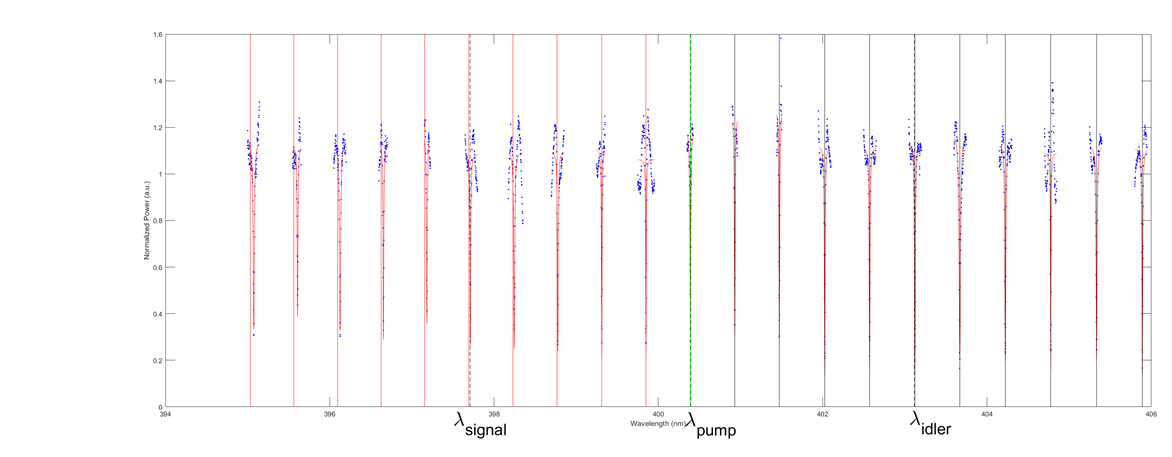 1.6
1.4
1.2
1
0.8
0.6
0.4
0.2
0
Normalized Power (a.u.)
394 396 398 400 402 404 406
Wavelength (nm)
λsignal λpump λidler